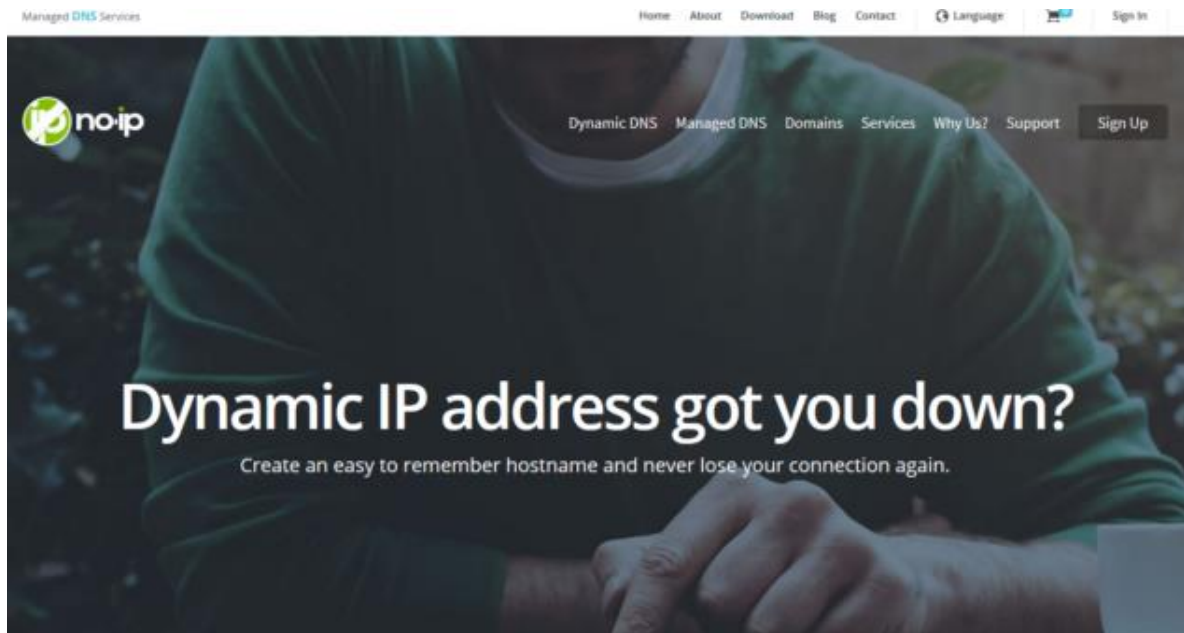 Managed DNS Services
Home About Download Blog Contact Language Sign In
no-ip
Dynamic DNS Managed DNS Domains Services Why Us? Support Sign Up
Dynamic IP address got you down?
Create an easy to remember hostname and never lose your connection again.